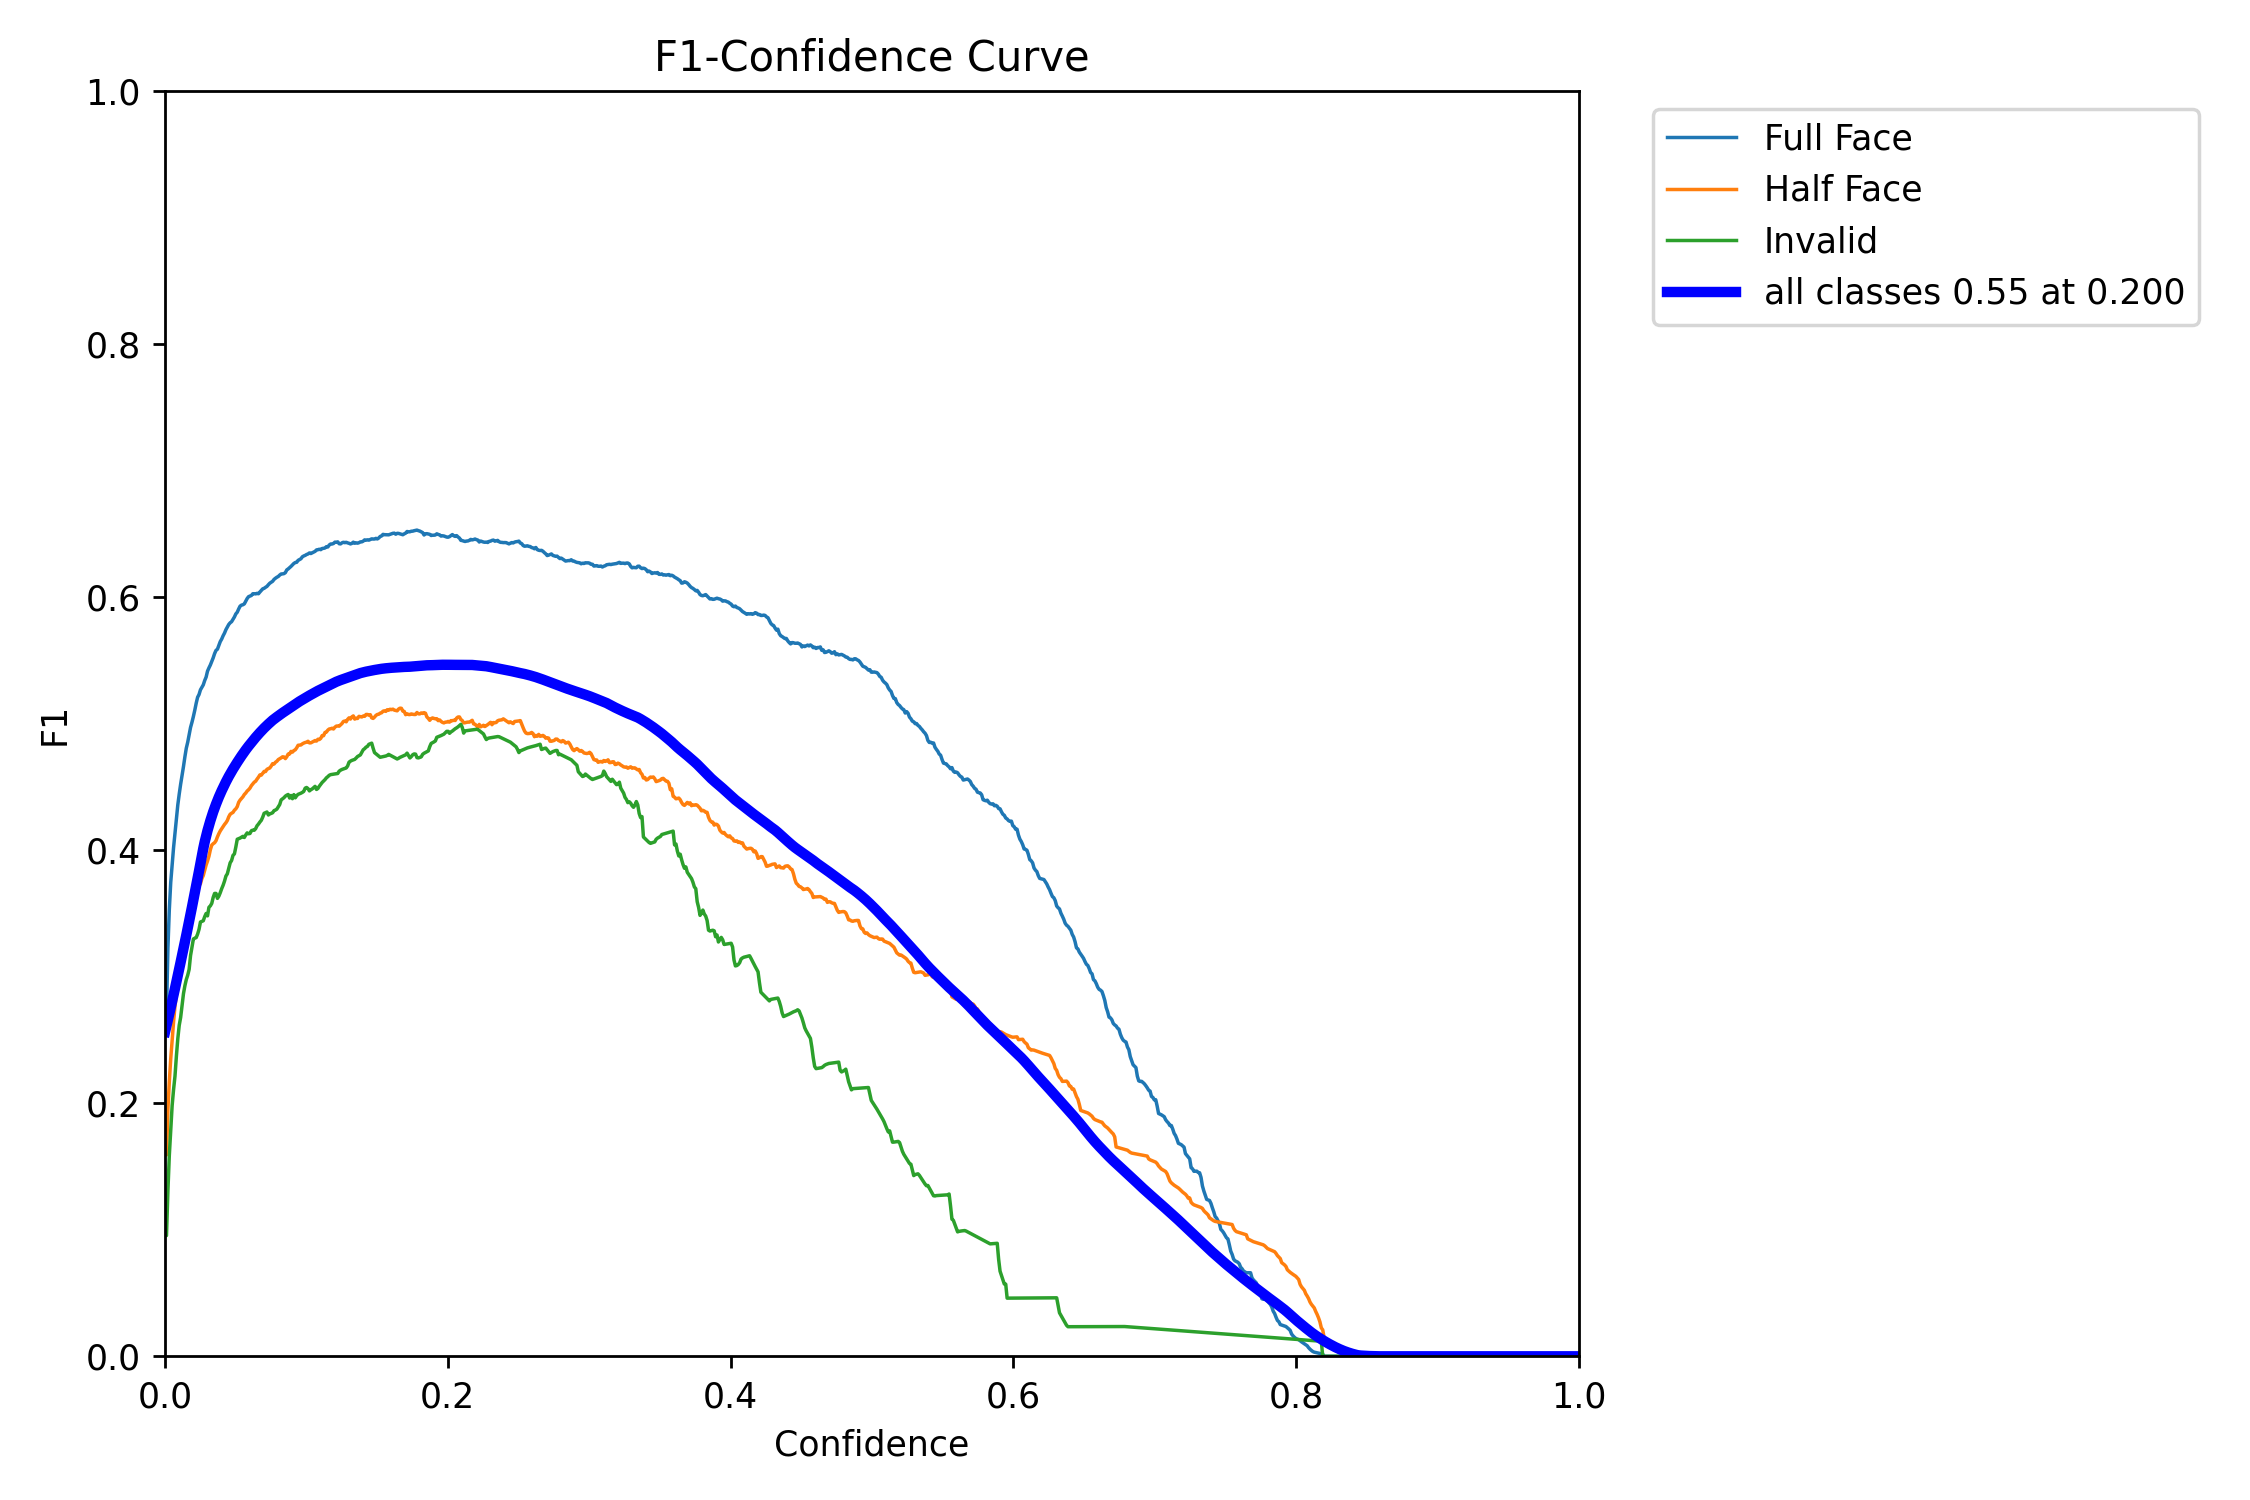 F1-Confidence Curve
1.0
0.8
0.6
0.4
0.2
0.0
F1
0.0 0.2 0.4 0.6 0.8 1.0
Confidence
Full Face
Half Face
Invalid
all classes 0.55 at 0.200